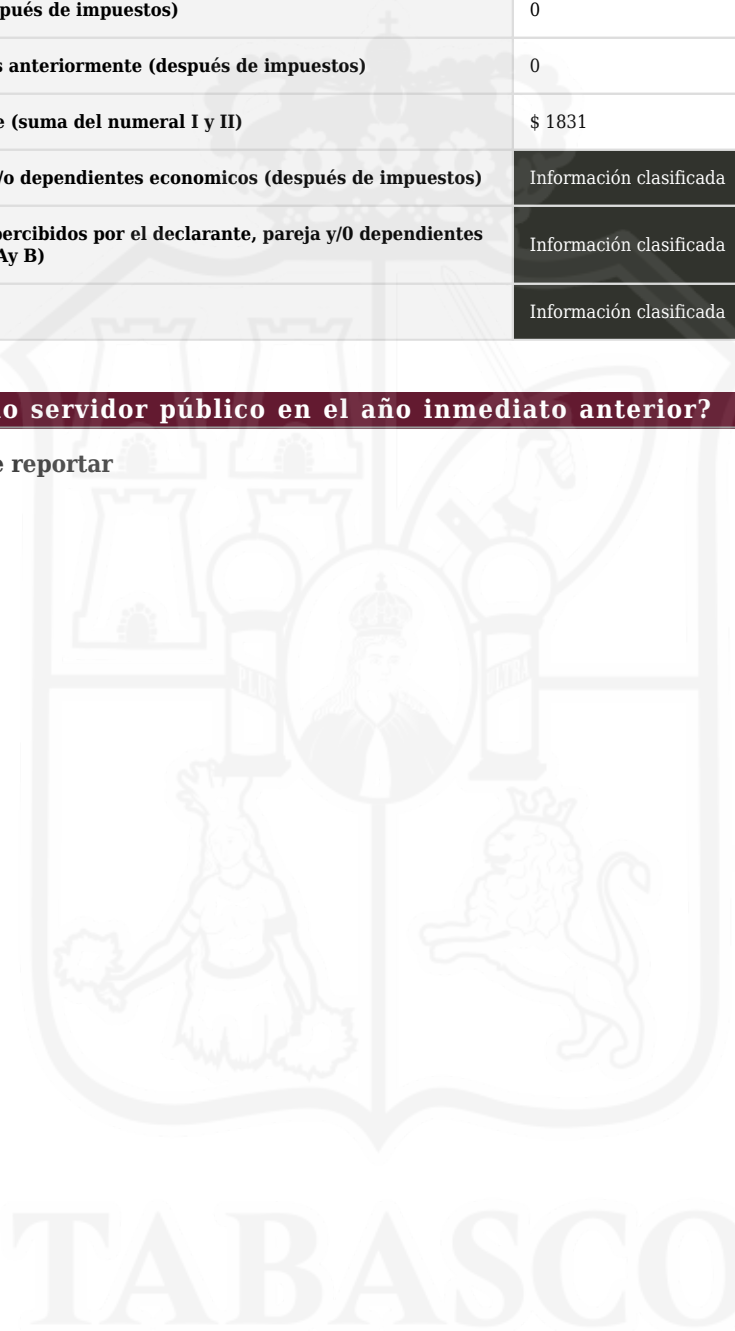 pués de impuestos) 0
s anteriormente (después de impuestos) 0
e (suma del numeral I y II) $ 1831
/o dependientes economicos (después de impuestos) Información clasificada
percibidos por el declarante, pareja y/0 dependientes
Ay B) Información clasificada
Información clasificada
o servidor público en el año inmediato anterior?
e reportar
PLUS ULTRA
TABASCO